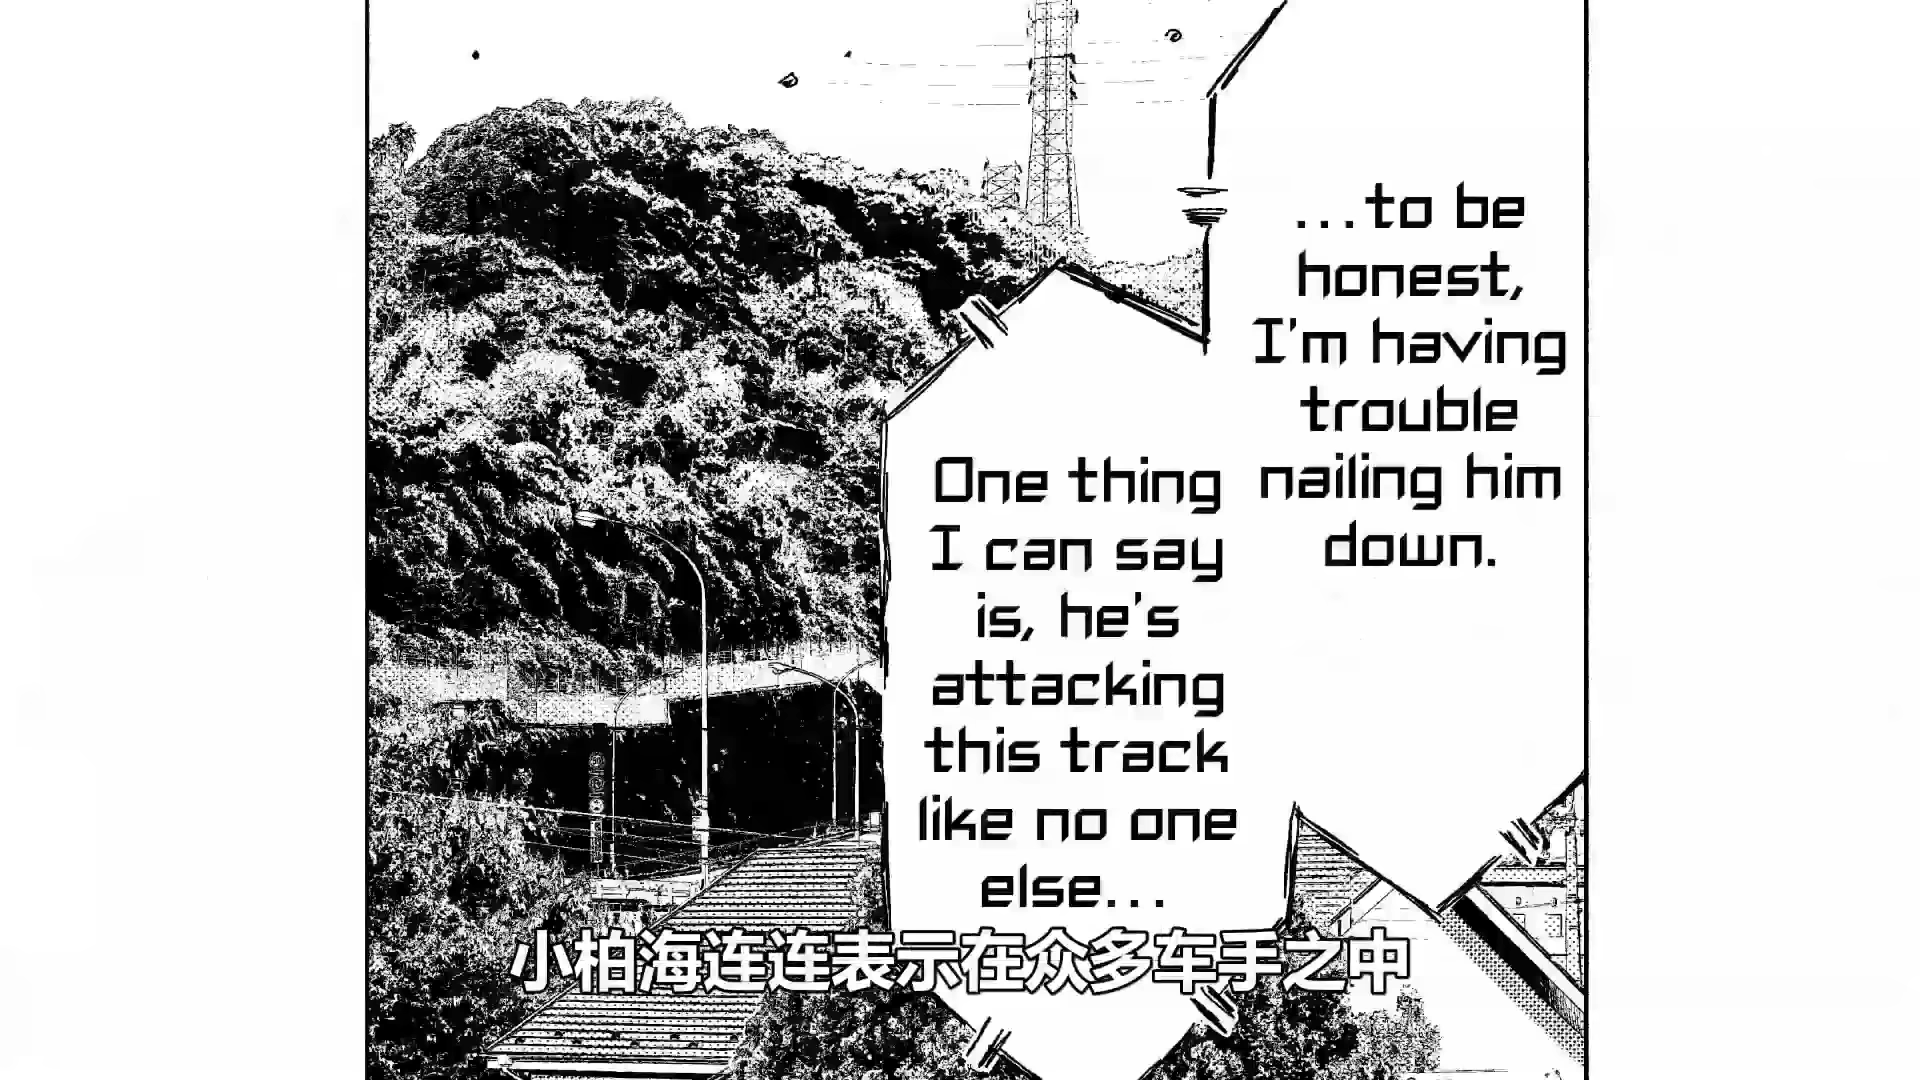 ...to be
honest,
I'm having
trouble
nailing him
down.
One thing
I can say
is, he's
attacking
this track
like no one
else...
小柏海连连表示在众多车手之中